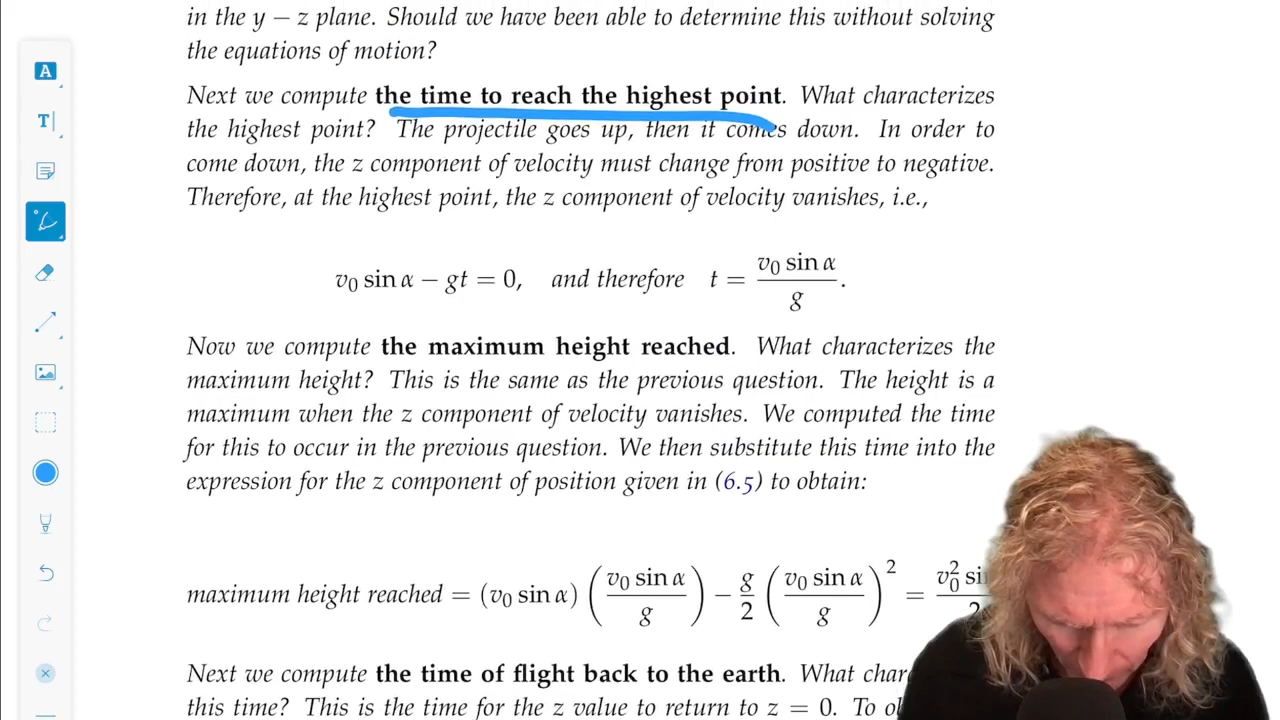 in the y − z plane. Should we have been able to determine this without solving
the equations of motion?
Next we compute the time to reach the highest point. What characterizes
the highest point? The projectile goes up, then it comes down. In order to
come down, the z component of velocity must change from positive to negative.
Therefore, at the highest point, the z component of velocity vanishes, i.e.,
v₀ sin α − gt = 0, and therefore t = v₀ sin α / g.
Now we compute the maximum height reached. What characterizes the
maximum height? This is the same as the previous question. The height is a
maximum when the z component of velocity vanishes. We computed the time
for this to occur in the previous question. We then substitute this time into the
expression for the z component of position given in (6.5) to obtain:
maximum height reached = (v₀ sin α) (v₀ sin α / g) − g/2 (v₀ sin α / g)² = v₀²
Next we compute the time of flight back to the earth. What
this time? This is the time for the z value to return to z = 0. To
A
T